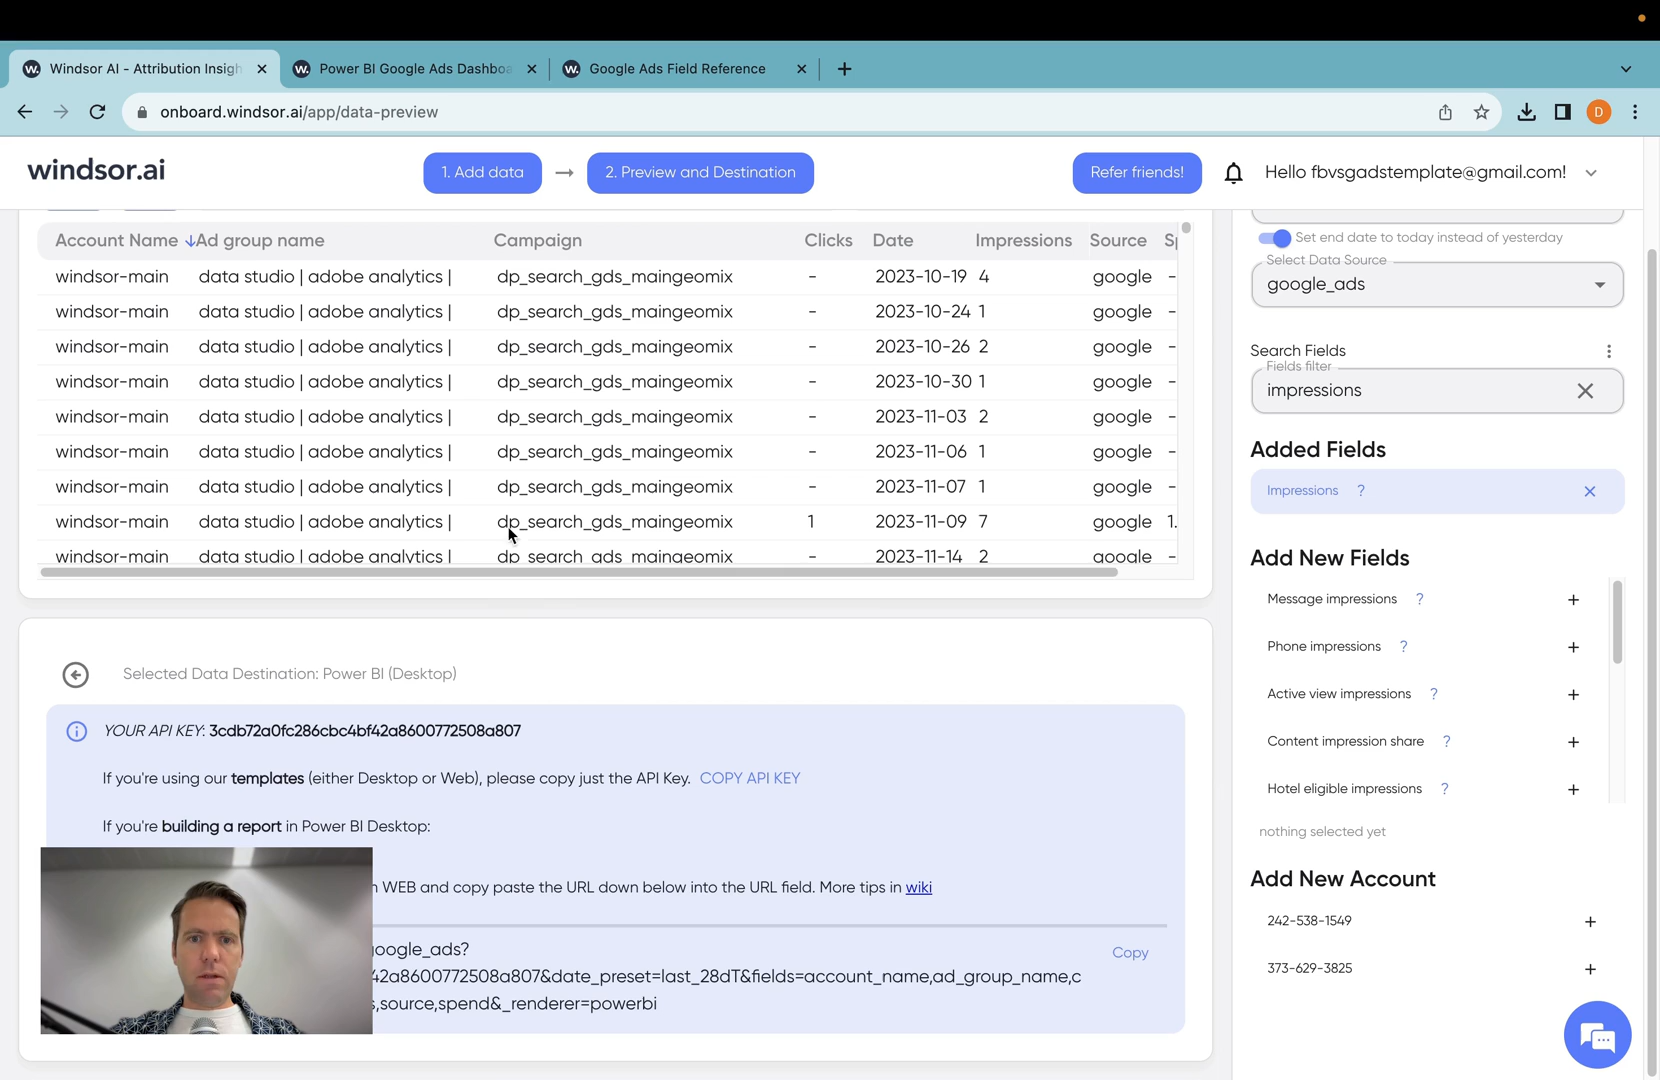 Windsor AI - Attribution Insigh
Power BI Google Ads Dashboa
Google Ads Field Reference
onboard.windsor.ai/app/data-preview
D
windsor.ai
1. Add data
2. Preview and Destination
Refer friends!
Hello fbvsgadstemplate@gmail.com!
Account Name Ad group name Campaign Clicks Date Impressions Source Sp
windsor-main data studio | adobe analytics | dp_search_gds_maingeomix - 2023-10-19 4 google -
windsor-main data studio | adobe analytics | dp_search_gds_maingeomix - 2023-10-24 1 google -
windsor-main data studio | adobe analytics | dp_search_gds_maingeomix - 2023-10-26 2 google -
windsor-main data studio | adobe analytics | dp_search_gds_maingeomix - 2023-10-30 1 google -
windsor-main data studio | adobe analytics | dp_search_gds_maingeomix - 2023-11-03 2 google -
windsor-main data studio | adobe analytics | dp_search_gds_maingeomix - 2023-11-06 1 google -
windsor-main data studio | adobe analytics | dp_search_gds_maingeomix - 2023-11-07 1 google -
windsor-main data studio | adobe analytics | dp_search_gds_maingeomix 1 2023-11-09 7 google 1.
windsor-main data studio | adobe analytics | dp_search_gds_maingeomix - 2023-11-14 2 google -
Selected Data Destination: Power BI (Desktop)
YOUR API KEY: 3cdb72a0fc286cbc4bf42a8600772508a807
If you're using our templates (either Desktop or Web), please copy just the API Key. COPY API KEY
If you're building a report in Power BI Desktop:
WEB and copy paste the URL down below into the URL field. More tips in wiki
google_ads?
Copy
42a8600772508a807&date_preset=last_28dT&fields=account_name,ad_group_name,c
s,source,spend&_renderer=powerbi
Set end date to today instead of yesterday
Select Data Source
google_ads
Search Fields
Fields filter
impressions
Added Fields
Impressions ?
Add New Fields
Message impressions ? +
Phone impressions ? +
Active view impressions ? +
Content impression share ? +
Hotel eligible impressions ? +
nothing selected yet
Add New Account
242-538-1549 +
373-629-3825 +